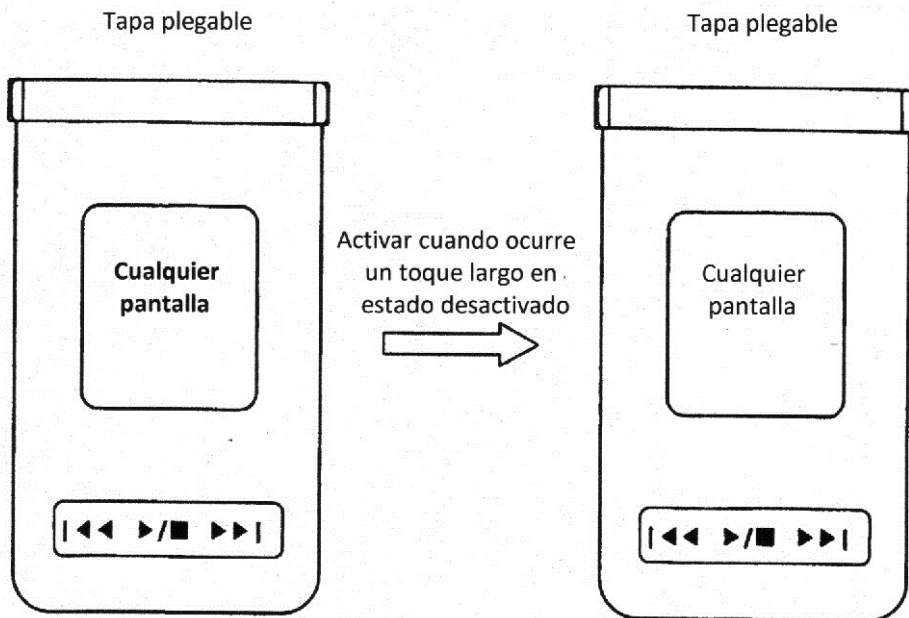 Tapa plegable
Tapa plegable
Cualquier
pantalla
Activar cuando ocurre
un toque largo en
estado desactivado
Cualquier
pantalla